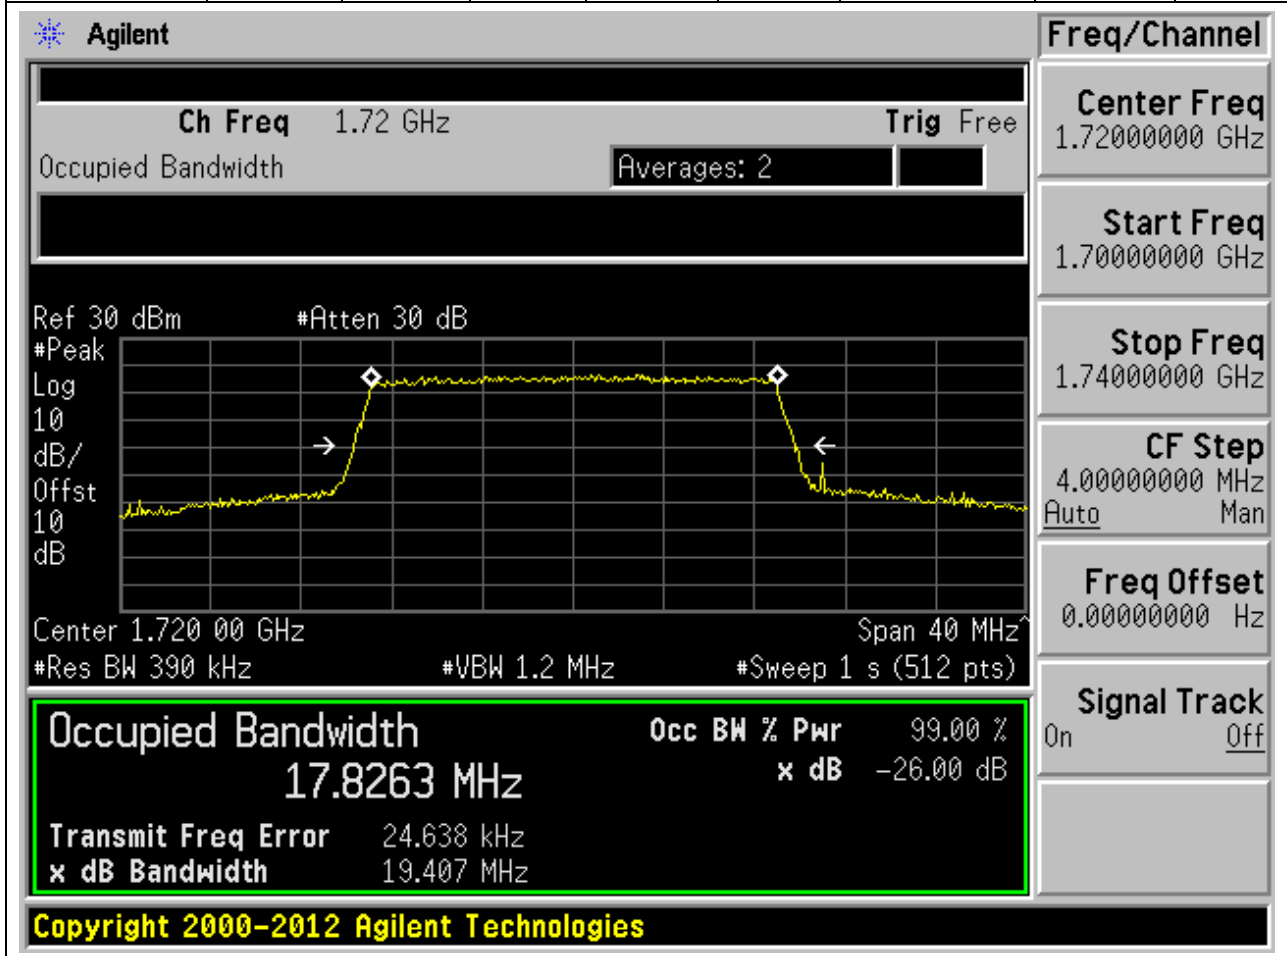 Agilent
Freq/Channel
Ch Freq 1.72 GHz Trig Free
Occupied Bandwidth Averages: 2
Center Freq
1.72000000 GHz
Start Freq
1.70000000 GHz
Stop Freq
1.74000000 GHz
CF Step
4.00000000 MHz
Auto Man
Freq Offset
0.00000000 Hz
Signal Track
On Off
Ref 30 dBm #Atten 30 dB
#Peak
Log
10
dB/
Offst
10
dB
Center 1.720 00 GHz Span 40 MHz^
#Res BW 390 kHz #VBW 1.2 MHz #Sweep 1 s (512 pts)
Occupied Bandwidth
17.8263 MHz
Occ BW % Pwr 99.00 %
x dB -26.00 dB
Transmit Freq Error 24.638 kHz
x dB Bandwidth 19.407 MHz
Copyright 2000-2012 Agilent Technologies